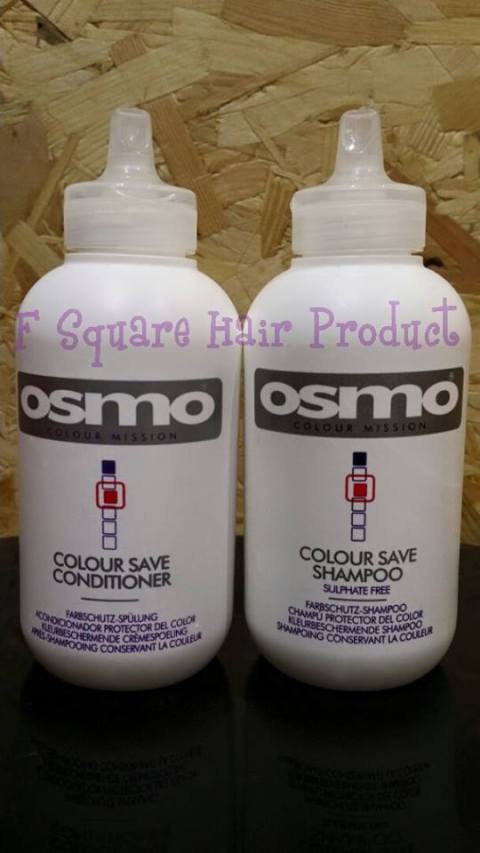 F Square Hair Product
osmo
COLOUR MISSION
COLOUR SAVE
CONDITIONER
FARBSCHUTZ-SPÜLUNG
ACONDICIONADOR PROTECTOR DEL COLOR
KLEURBESCHERMENDE CRÈMESPOELING
APRÈS-SHAMPOOING CONSERVANT LA COULEUR
osmo
COLOUR MISSION
COLOUR SAVE
SHAMPOO
SULPHATE FREE
FARBSCHUTZ-SHAMPOO
CHAMPÚ PROTECTOR DEL COLOR
KLEURBESCHERMENDE SHAMPOO
SHAMPOING CONSERVANT LA COULEUR